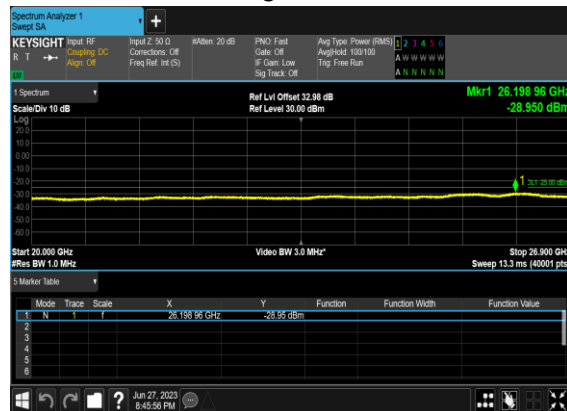 Spectrum Analyzer 1
Swept SA
+
KEYSIGHT Input: RF Input Z: 50 Ω #Atten: 20 dB PNO: Fast Avg Type: Power (RMS) 1 2 3 4 5 6
R T Coupling: DC Corrections: Off Gate: Off Avg|Hold: 100/100 A W W W W W
Align: Off Freq Ref: Int (S) IF Gain: Low Trig: Free Run
Sig Track: Off A N N N N N
1 Spectrum Ref Lvl Offset 32.98 dB Mkr1 26.198 96 GHz
Scale/Div 10 dB Ref Level 30.00 dBm -28.950 dBm
Log
20.0
10.0
0.00
-10.0
-20.0
-30.0
-40.0
-50.0
-60.0
1
Start 20.000 GHz Video BW 3.0 MHz* Stop 26.900 GHz
#Res BW 1.0 MHz Sweep 13.3 ms (40001 pts)
5 Marker Table
Mode Trace Scale X Y Function Function Width Function Value
1 N 1 f 26.198 96 GHz -28.95 dBm
2
3
4
5
6
? Jun 27, 2023
8:45:56 PM